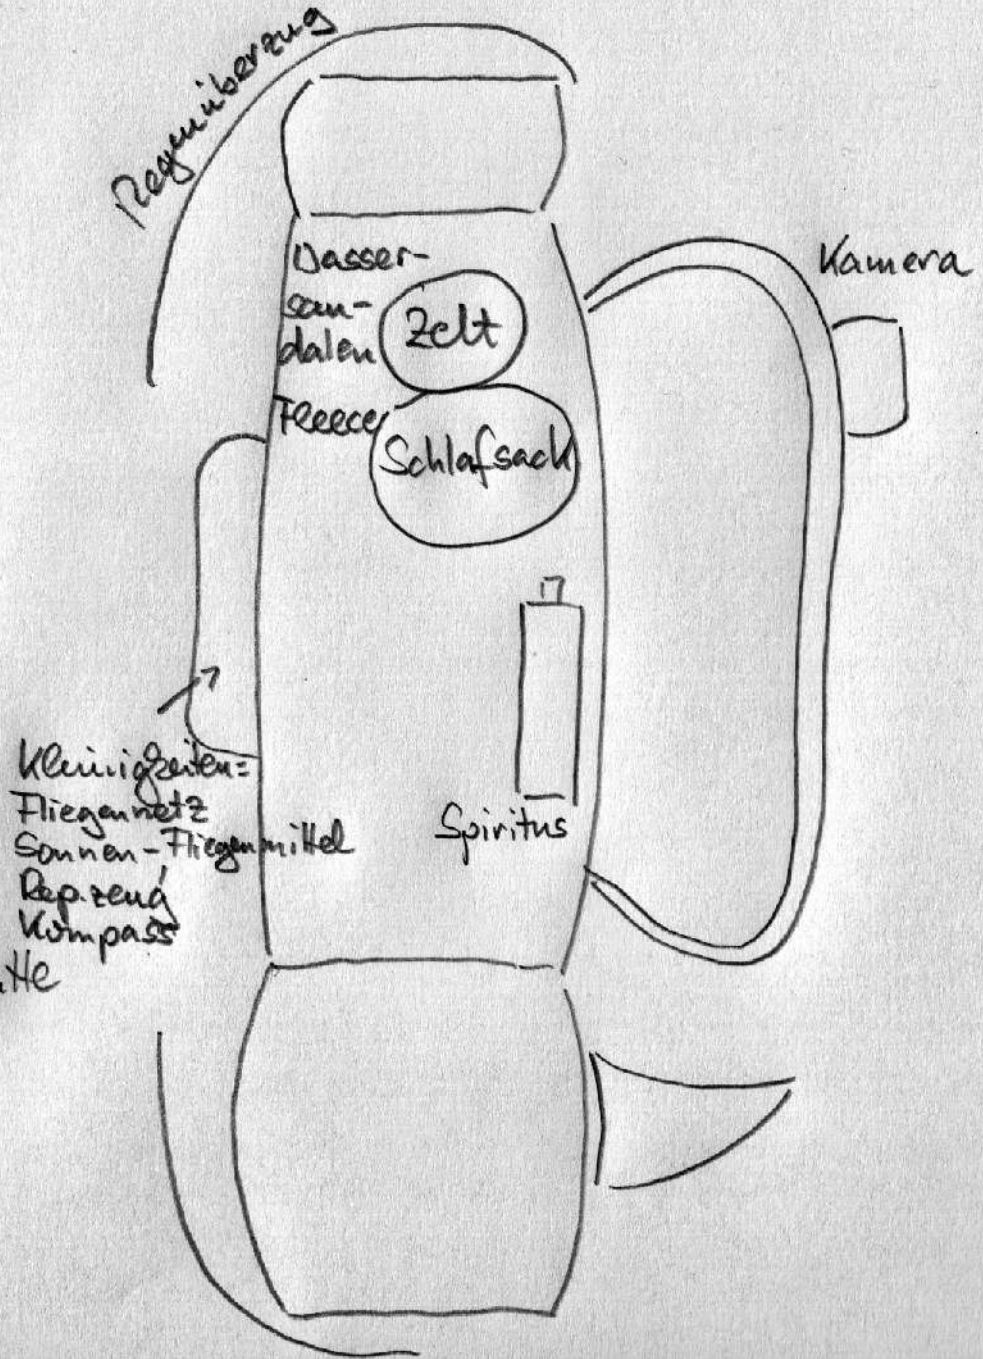 Regenüberzug
Kamera
Wasser-
san-
dalen
Zelt
Fleece
Schlafsack
Spiritus
Kleinigkeiten:
Fliegennetz
Sonnen-Fliegenmittel
Rep.zeug
Kompass